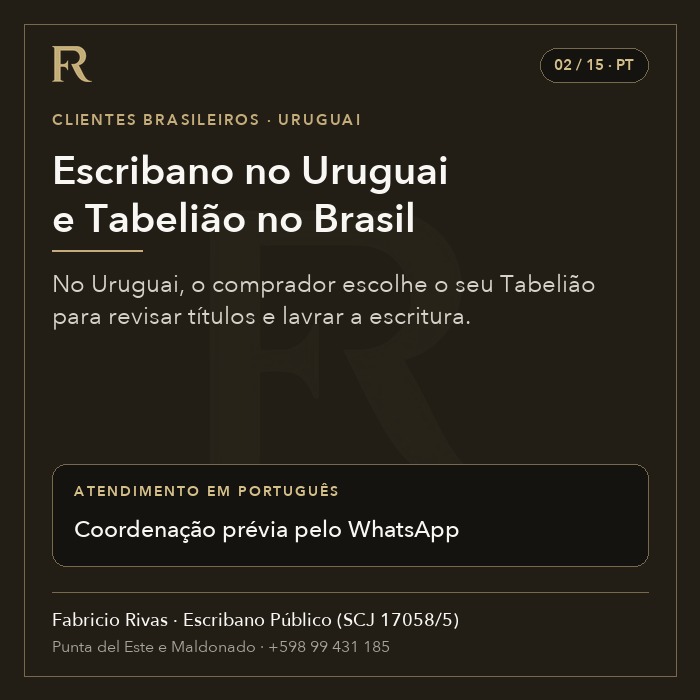 FR
02 / 15 · PT
CLIENTES BRASILEIROS · URUGUAI
Escribano no Uruguai
e Tabelião no Brasil
No Uruguai, o comprador escolhe o seu Tabelião
para revisar títulos e lavrar a escritura.
ATENDIMENTO EM PORTUGUÊS
Coordenação prévia pelo WhatsApp
Fabricio Rivas · Escribano Público (SCJ 17058/5)
Punta del Este e Maldonado · +598 99 431 185